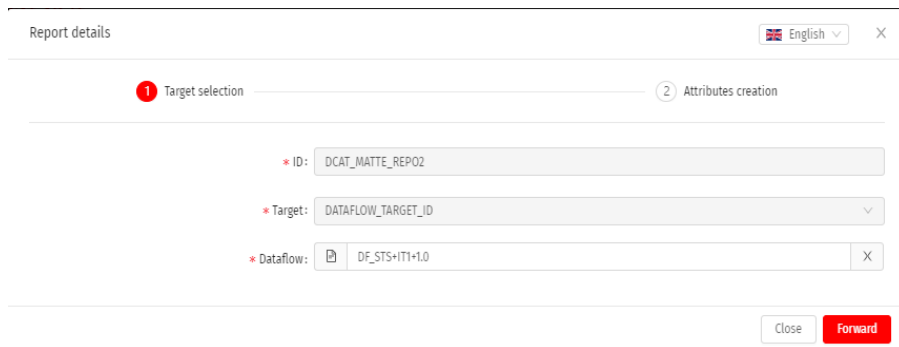 Report details
English
X
1 Target selection
2 Attributes creation
* ID: DCAT_MATTE_REPO2
* Target: DATAFLOW_TARGET_ID
* Dataflow: DF_STS+IT1+1.0 X
Close Forward